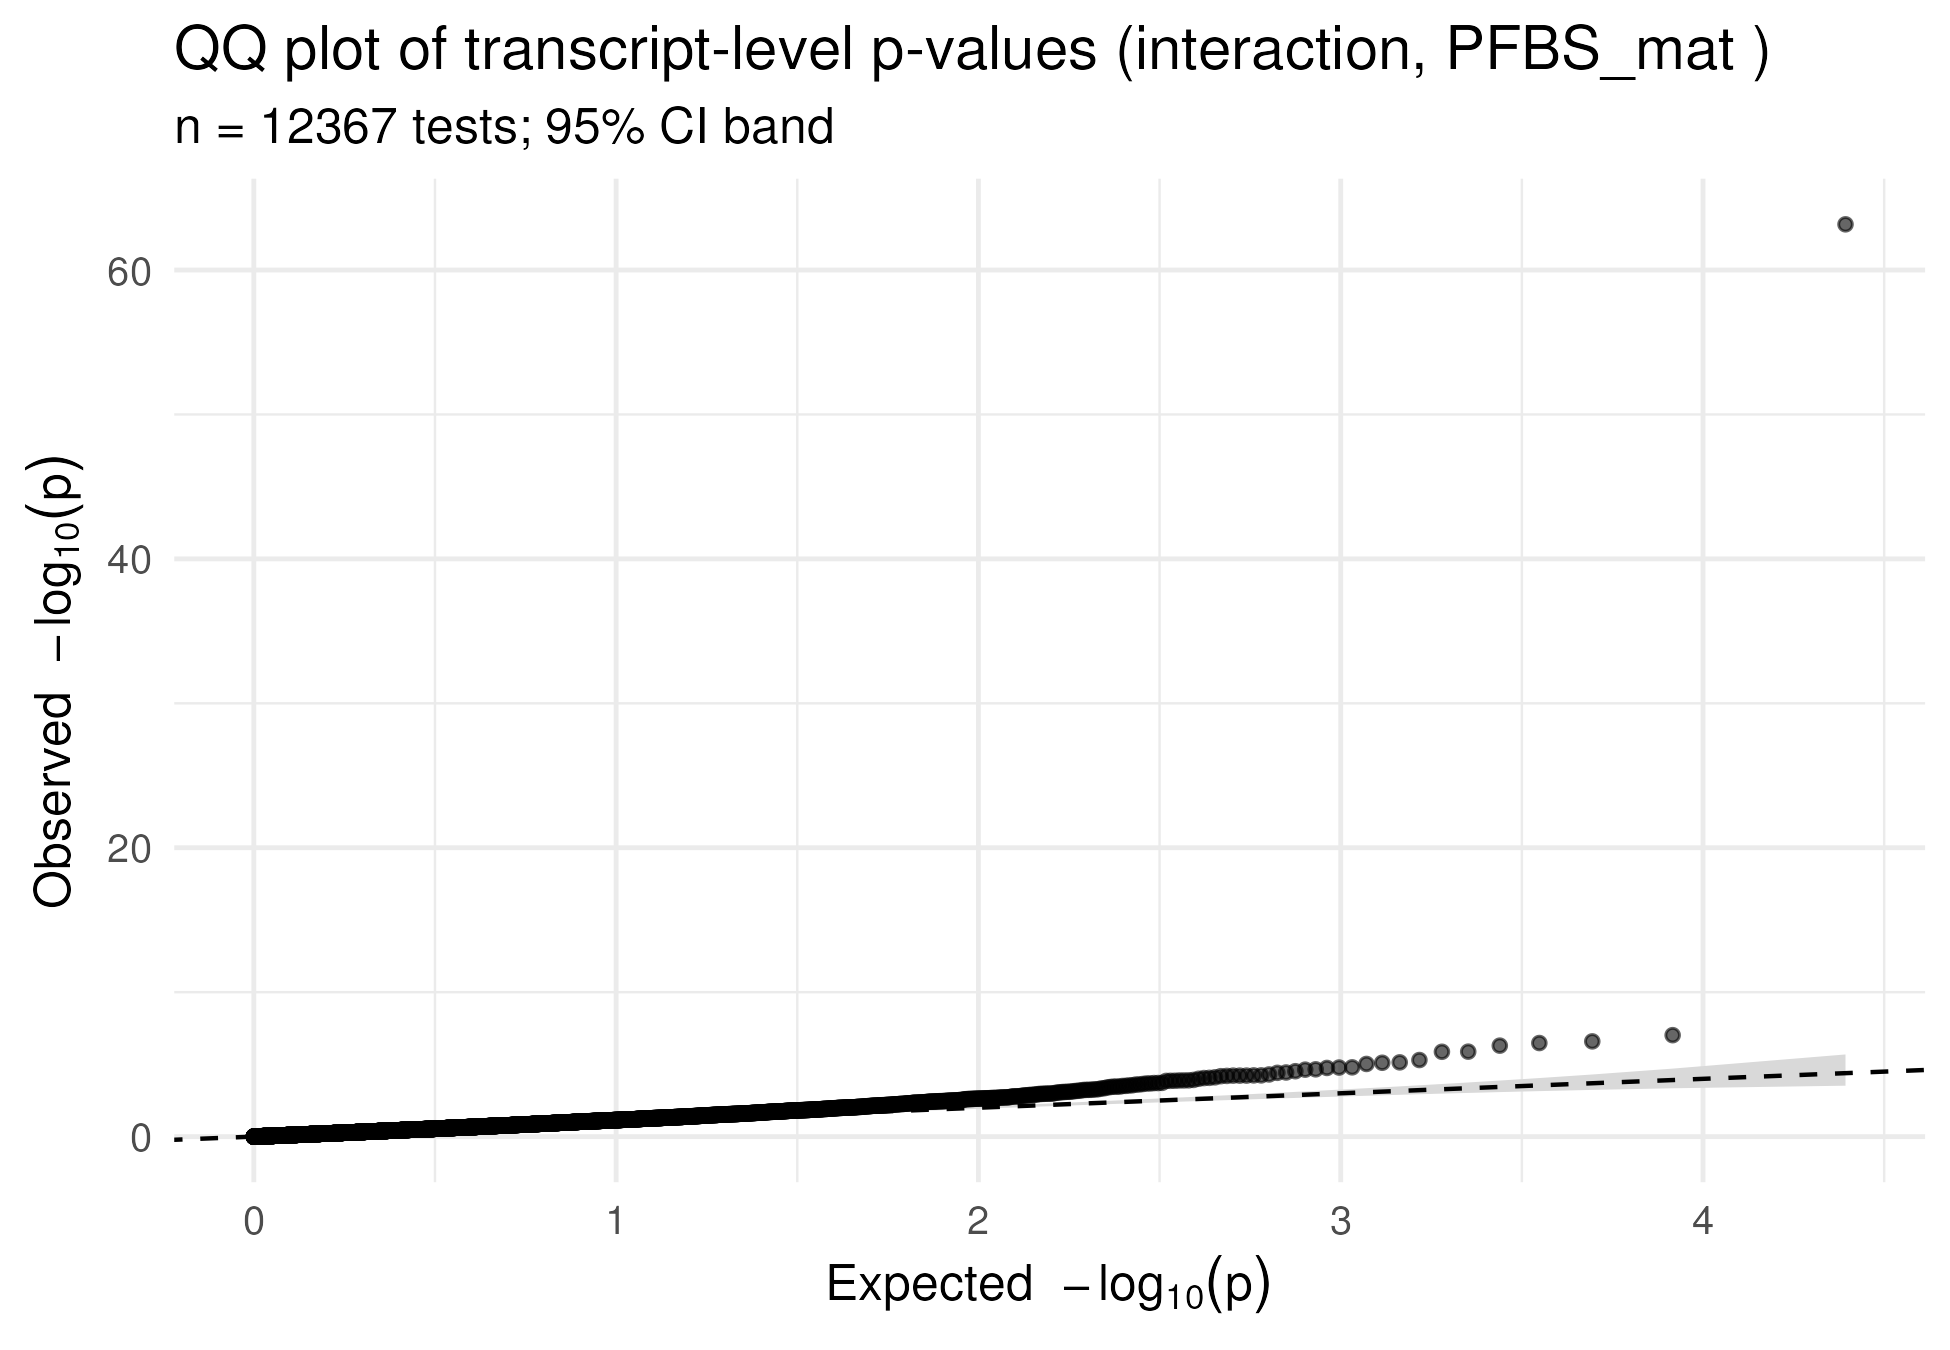 QQ plot of transcript-level p-values (interaction, PFBS_mat )
n = 12367 tests; 95% CI band
Observed −log₁₀(p)
60
40
20
0
0 1 2 3 4
Expected −log₁₀(p)